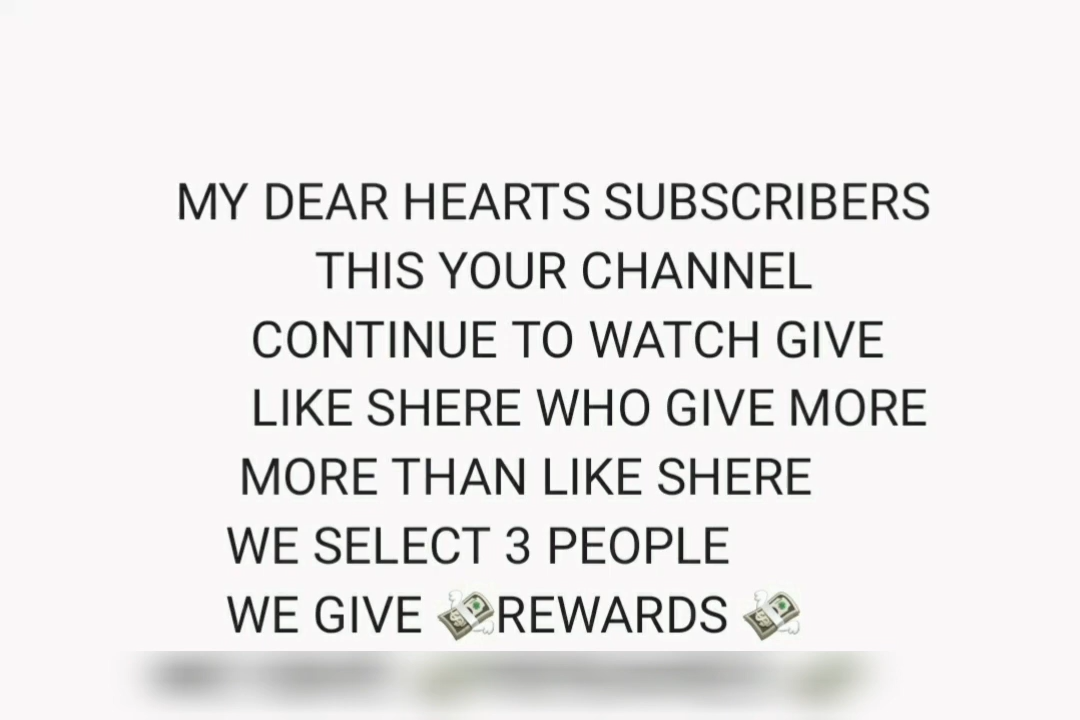 MY DEAR HEARTS SUBSCRIBERS
THIS YOUR CHANNEL
CONTINUE TO WATCH GIVE
LIKE SHERE WHO GIVE MORE
MORE THAN LIKE SHERE
WE SELECT 3 PEOPLE
WE GIVE 💸REWARDS 💸